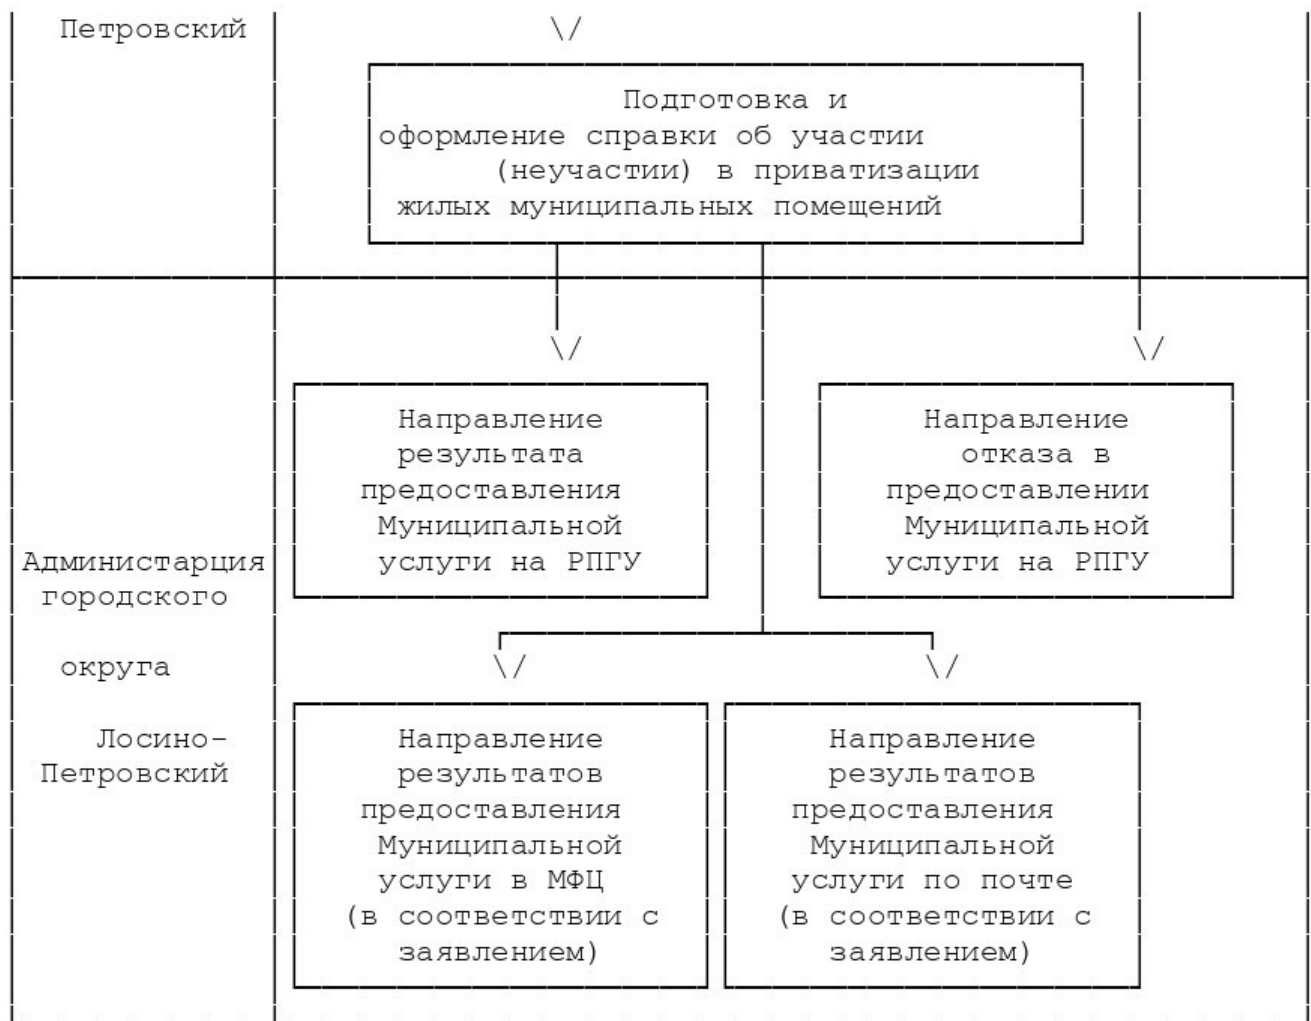 Петровский
\/
Подготовка и
оформление справки об участии
(неучастии) в приватизации
жилых муниципальных помещений
\/
\/
Направление
результата
предоставления
Муниципальной
услуги на РПГУ
Направление
отказа в
предоставлении
Муниципальной
услуги на РПГУ
Администарция
городского
округа
Лосино-
Петровский
\/
\/
Направление
результатов
предоставления
Муниципальной
услуги в МФЦ
(в соответствии с
заявлением)
Направление
результатов
предоставления
Муниципальной
услуги по почте
(в соответствии с
заявлением)